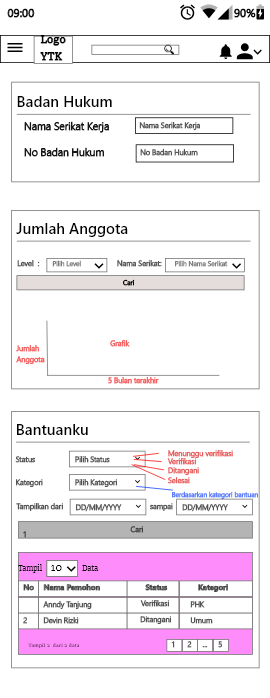 09:00 90%
Logo
YTK
Badan Hukum
Nama Serikat Kerja Nama Serikat Kerja
No Badan Hukum No Badan Hukum
Jumlah Anggota
Level : Pilih Level Nama Serikat: Pilih Nama Serikat
Cari
Grafik
Jumlah
Anggota
5 Bulan terakhir
Bantuanku
Status Pilih Status Menunggu verifikasi
Verifikasi
Ditangani
Selesai
Kategori Pilih Kategori
Berdasarkan kategori bantuan
Tampilkan dari DD/MM/YYYY sampai DD/MM/YYYY
Cari
1
Tampil 10 Data
No Nama Pemohon Status Kategori
Anndy Tanjung Verifikasi PHK
2 Devin Rizki Ditangani Umum
Tampil 2 dari 2 data 1 2 ... 5